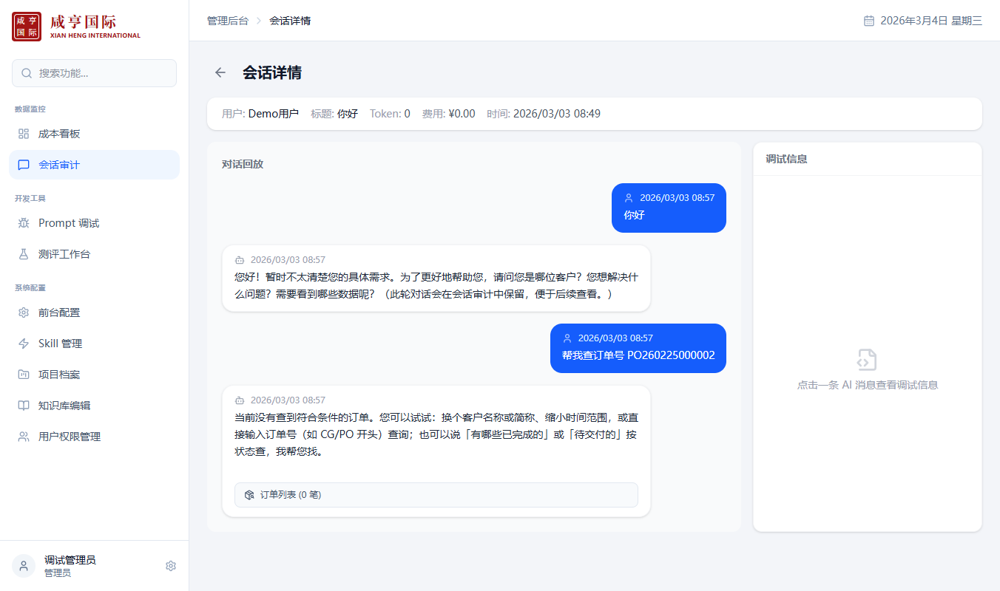 咸亨
国际
咸亨国际
XIAN HENG INTERNATIONAL
搜索功能...
数据监控
成本看板
会话审计
开发工具
Prompt 调试
测评工作台
系统配置
前台配置
Skill 管理
项目档案
知识库编辑
用户权限管理
调试管理员
管理员
管理后台 > 会话详情
2026年3月4日 星期三
会话详情
用户: Demo用户 标题: 你好 Token: 0 费用: ¥0.00 时间: 2026/03/03 08:49
对话回放
2026/03/03 08:57
你好
2026/03/03 08:57
您好！暂时不太清楚您的具体需求。为了更好地帮助您，请问您是哪位客户？您想解决什
么问题？需要看到哪些数据呢？（此轮对话会在会话审计中保留，便于后续查看。）
2026/03/03 08:57
帮我查订单号 PO260225000002
2026/03/03 08:57
当前没有查到符合条件的订单。您可以试试：换个客户名称或简称、缩小时间范围，或直
接输入订单号（如 CG/PO 开头）查询；也可以说「有哪些已完成的」或「待交付的」按
状态查，我帮您找。
订单列表 (0 笔)
调试信息
点击一条 AI 消息查看调试信息